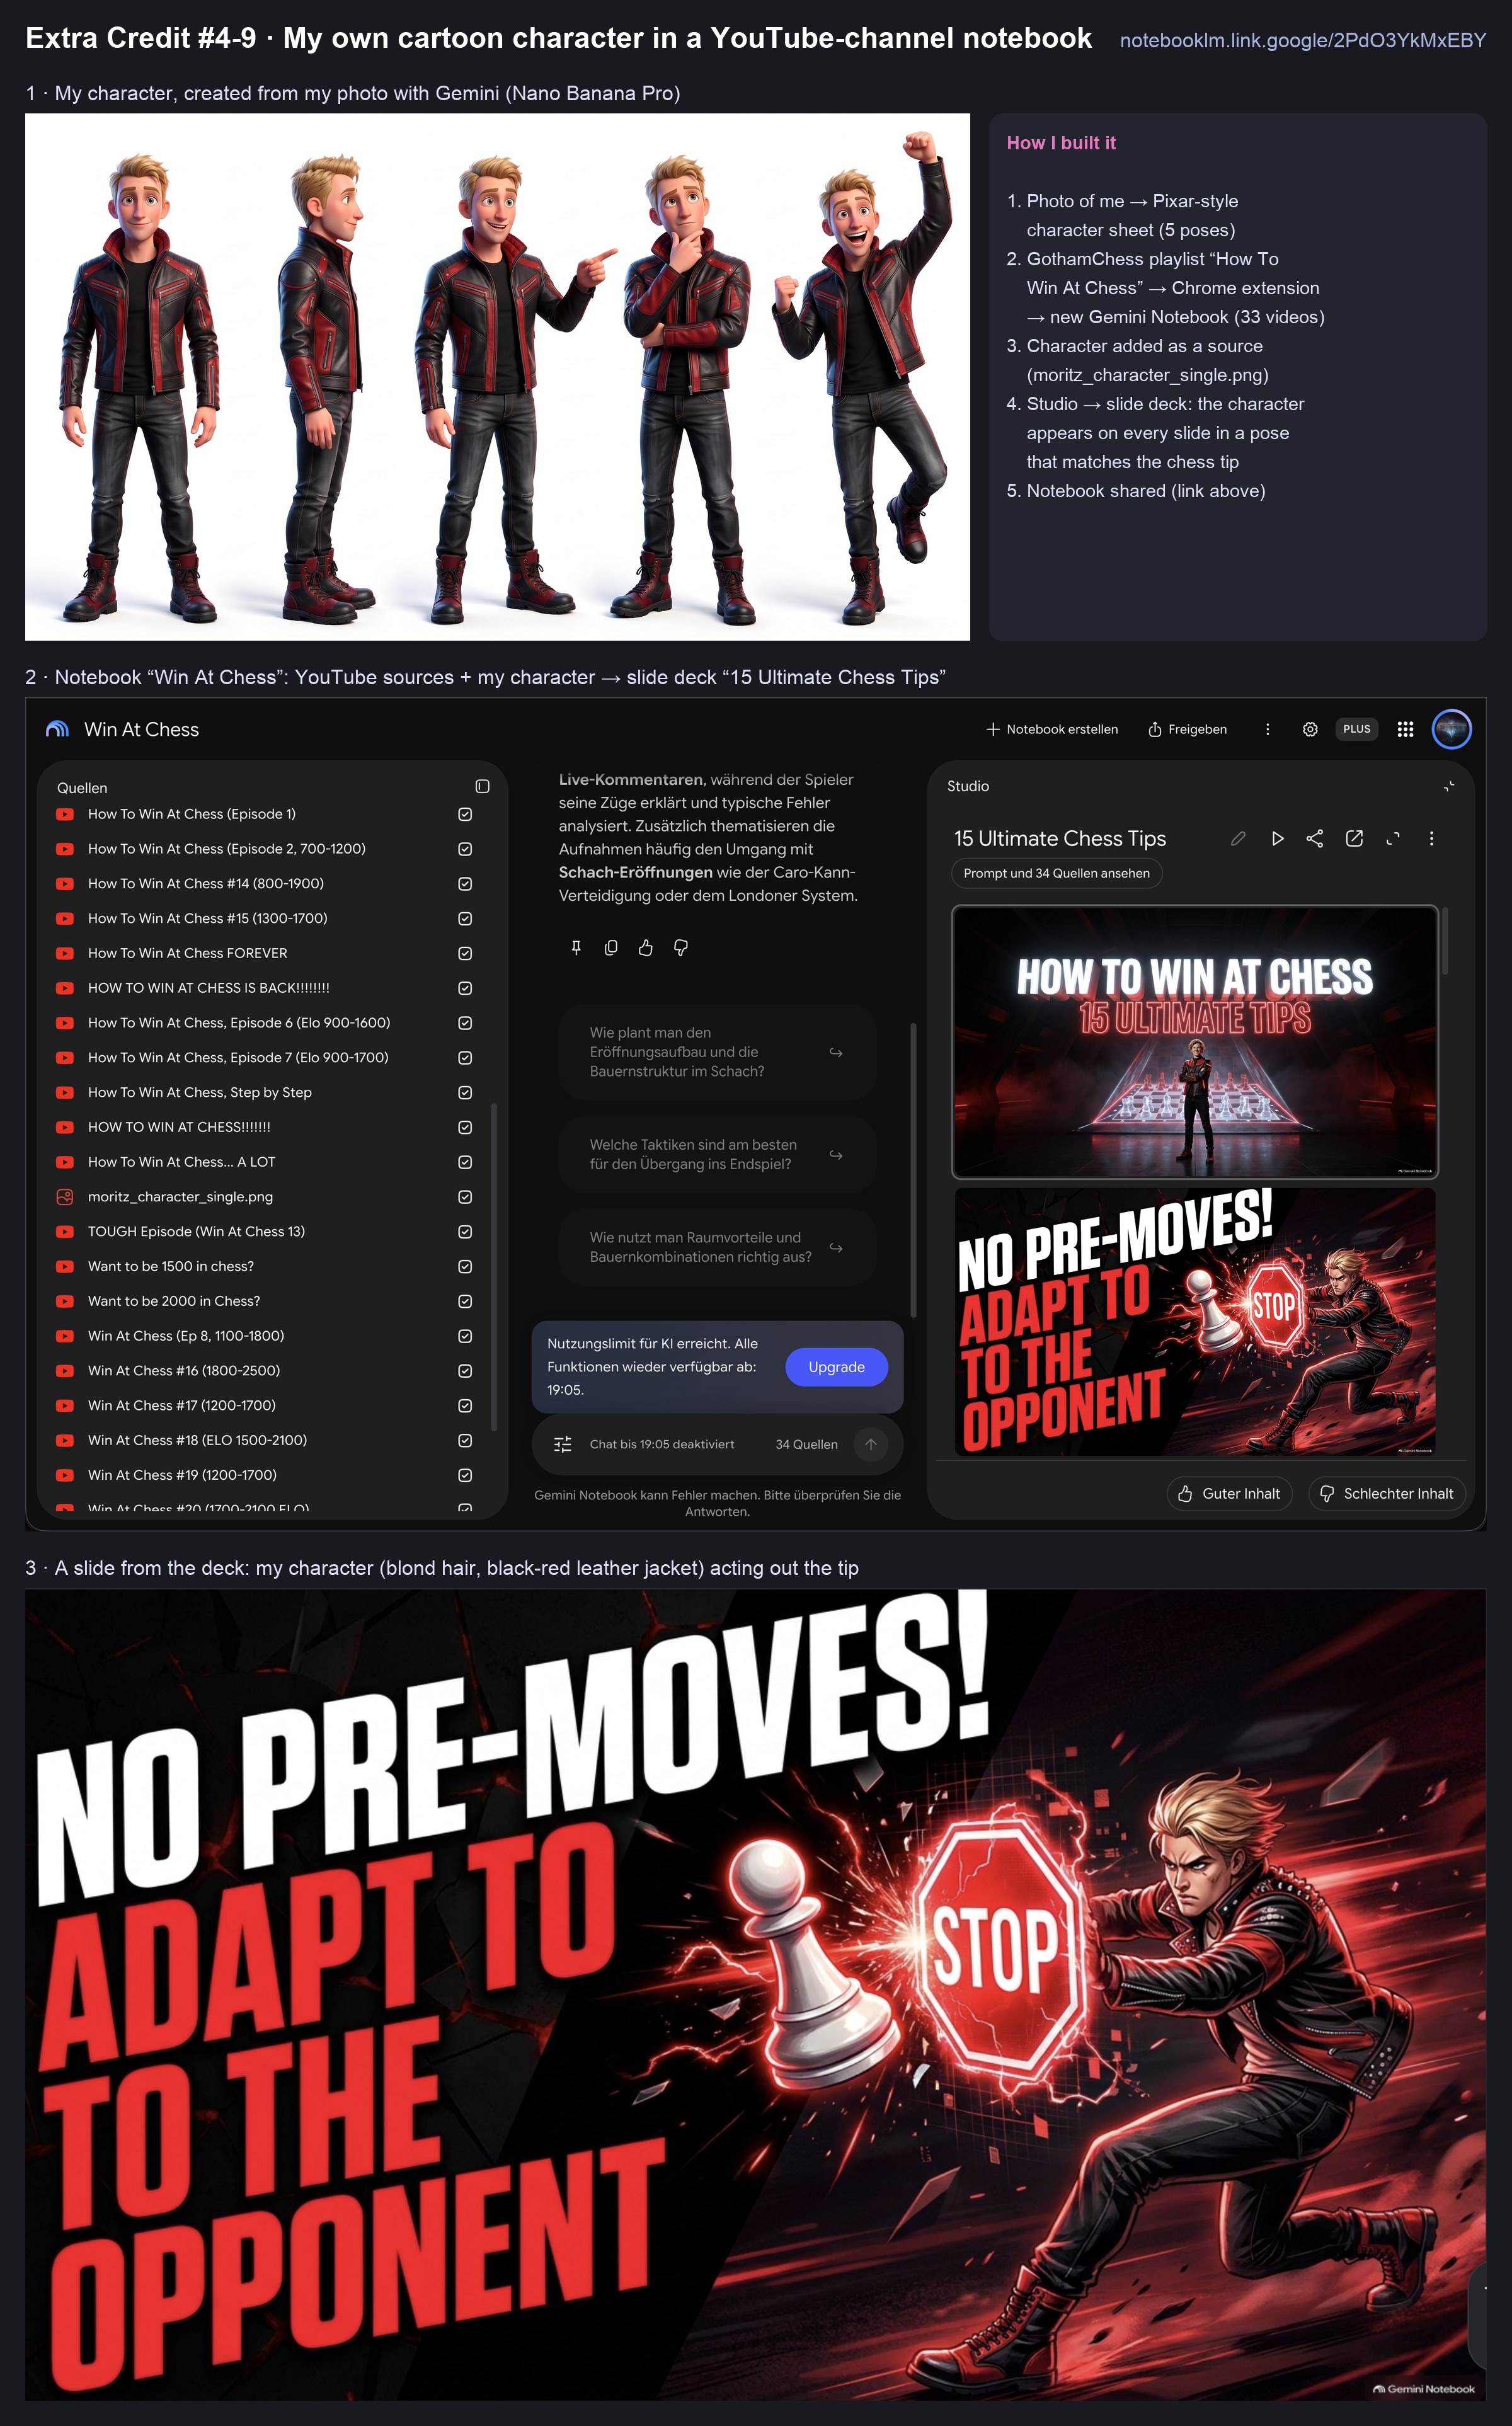 Extra Credit #4-9 · My own cartoon character in a YouTube-channel notebook
notebooklm.link.google/2PdO3YkMxEBY
1 · My character, created from my photo with Gemini (Nano Banana Pro)
How I built it
1. Photo of me → Pixar-style
character sheet (5 poses)
2. GothamChess playlist “How To
Win At Chess” → Chrome extension
→ new Gemini Notebook (33 videos)
3. Character added as a source
(moritz_character_single.png)
4. Studio → slide deck: the character
appears on every slide in a pose
that matches the chess tip
5. Notebook shared (link above)
2 · Notebook “Win At Chess”: YouTube sources + my character → slide deck “15 Ultimate Chess Tips”
Win At Chess
Notebook erstellen
Freigeben
PLUS
Quellen
How To Win At Chess (Episode 1)
How To Win At Chess (Episode 2, 700-1200)
How To Win At Chess #14 (800-1900)
How To Win At Chess #15 (1300-1700)
How To Win At Chess FOREVER
HOW TO WIN AT CHESS IS BACK!!!!!!!!
How To Win At Chess, Episode 6 (Elo 900-1600)
How To Win At Chess, Episode 7 (Elo 900-1700)
How To Win At Chess, Step by Step
HOW TO WIN AT CHESS!!!!!!!
How To Win At Chess... A LOT
moritz_character_single.png
TOUGH Episode (Win At Chess 13)
Want to be 1500 in chess?
Want to be 2000 in Chess?
Win At Chess (Ep 8, 1100-1800)
Win At Chess #16 (1800-2500)
Win At Chess #17 (1200-1700)
Win At Chess #18 (ELO 1500-2100)
Win At Chess #19 (1200-1700)
Win At Chess #20 (1700-2100 ELO)
Live-Kommentaren, während der Spieler
seine Züge erklärt und typische Fehler
analysiert. Zusätzlich thematisieren die
Aufnahmen häufig den Umgang mit
Schach-Eröffnungen wie der Caro-Kann-
Verteidigung oder dem Londoner System.
Wie plant man den
Eröffnungsaufbau und die
Bauernstruktur im Schach?
Welche Taktiken sind am besten
für den Übergang ins Endspiel?
Wie nutzt man Raumvorteile und
Bauernkombinationen richtig aus?
Nutzungslimit für KI erreicht. Alle
Funktionen wieder verfügbar ab:
19:05.
Upgrade
Chat bis 19:05 deaktiviert
34 Quellen
Gemini Notebook kann Fehler machen. Bitte überprüfen Sie die
Antworten.
Studio
15 Ultimate Chess Tips
Prompt und 34 Quellen ansehen
HOW TO WIN AT CHESS
15 ULTIMATE TIPS
Gemini Notebook
NO PRE-MOVES!
ADAPT TO
TO THE
OPPONENT
STOP
Gemini Notebook
Guter Inhalt
Schlechter Inhalt
3 · A slide from the deck: my character (blond hair, black-red leather jacket) acting out the tip
NO PRE-MOVES!
ADAPT TO
TO THE
OPPONENT
STOP
Gemini Notebook